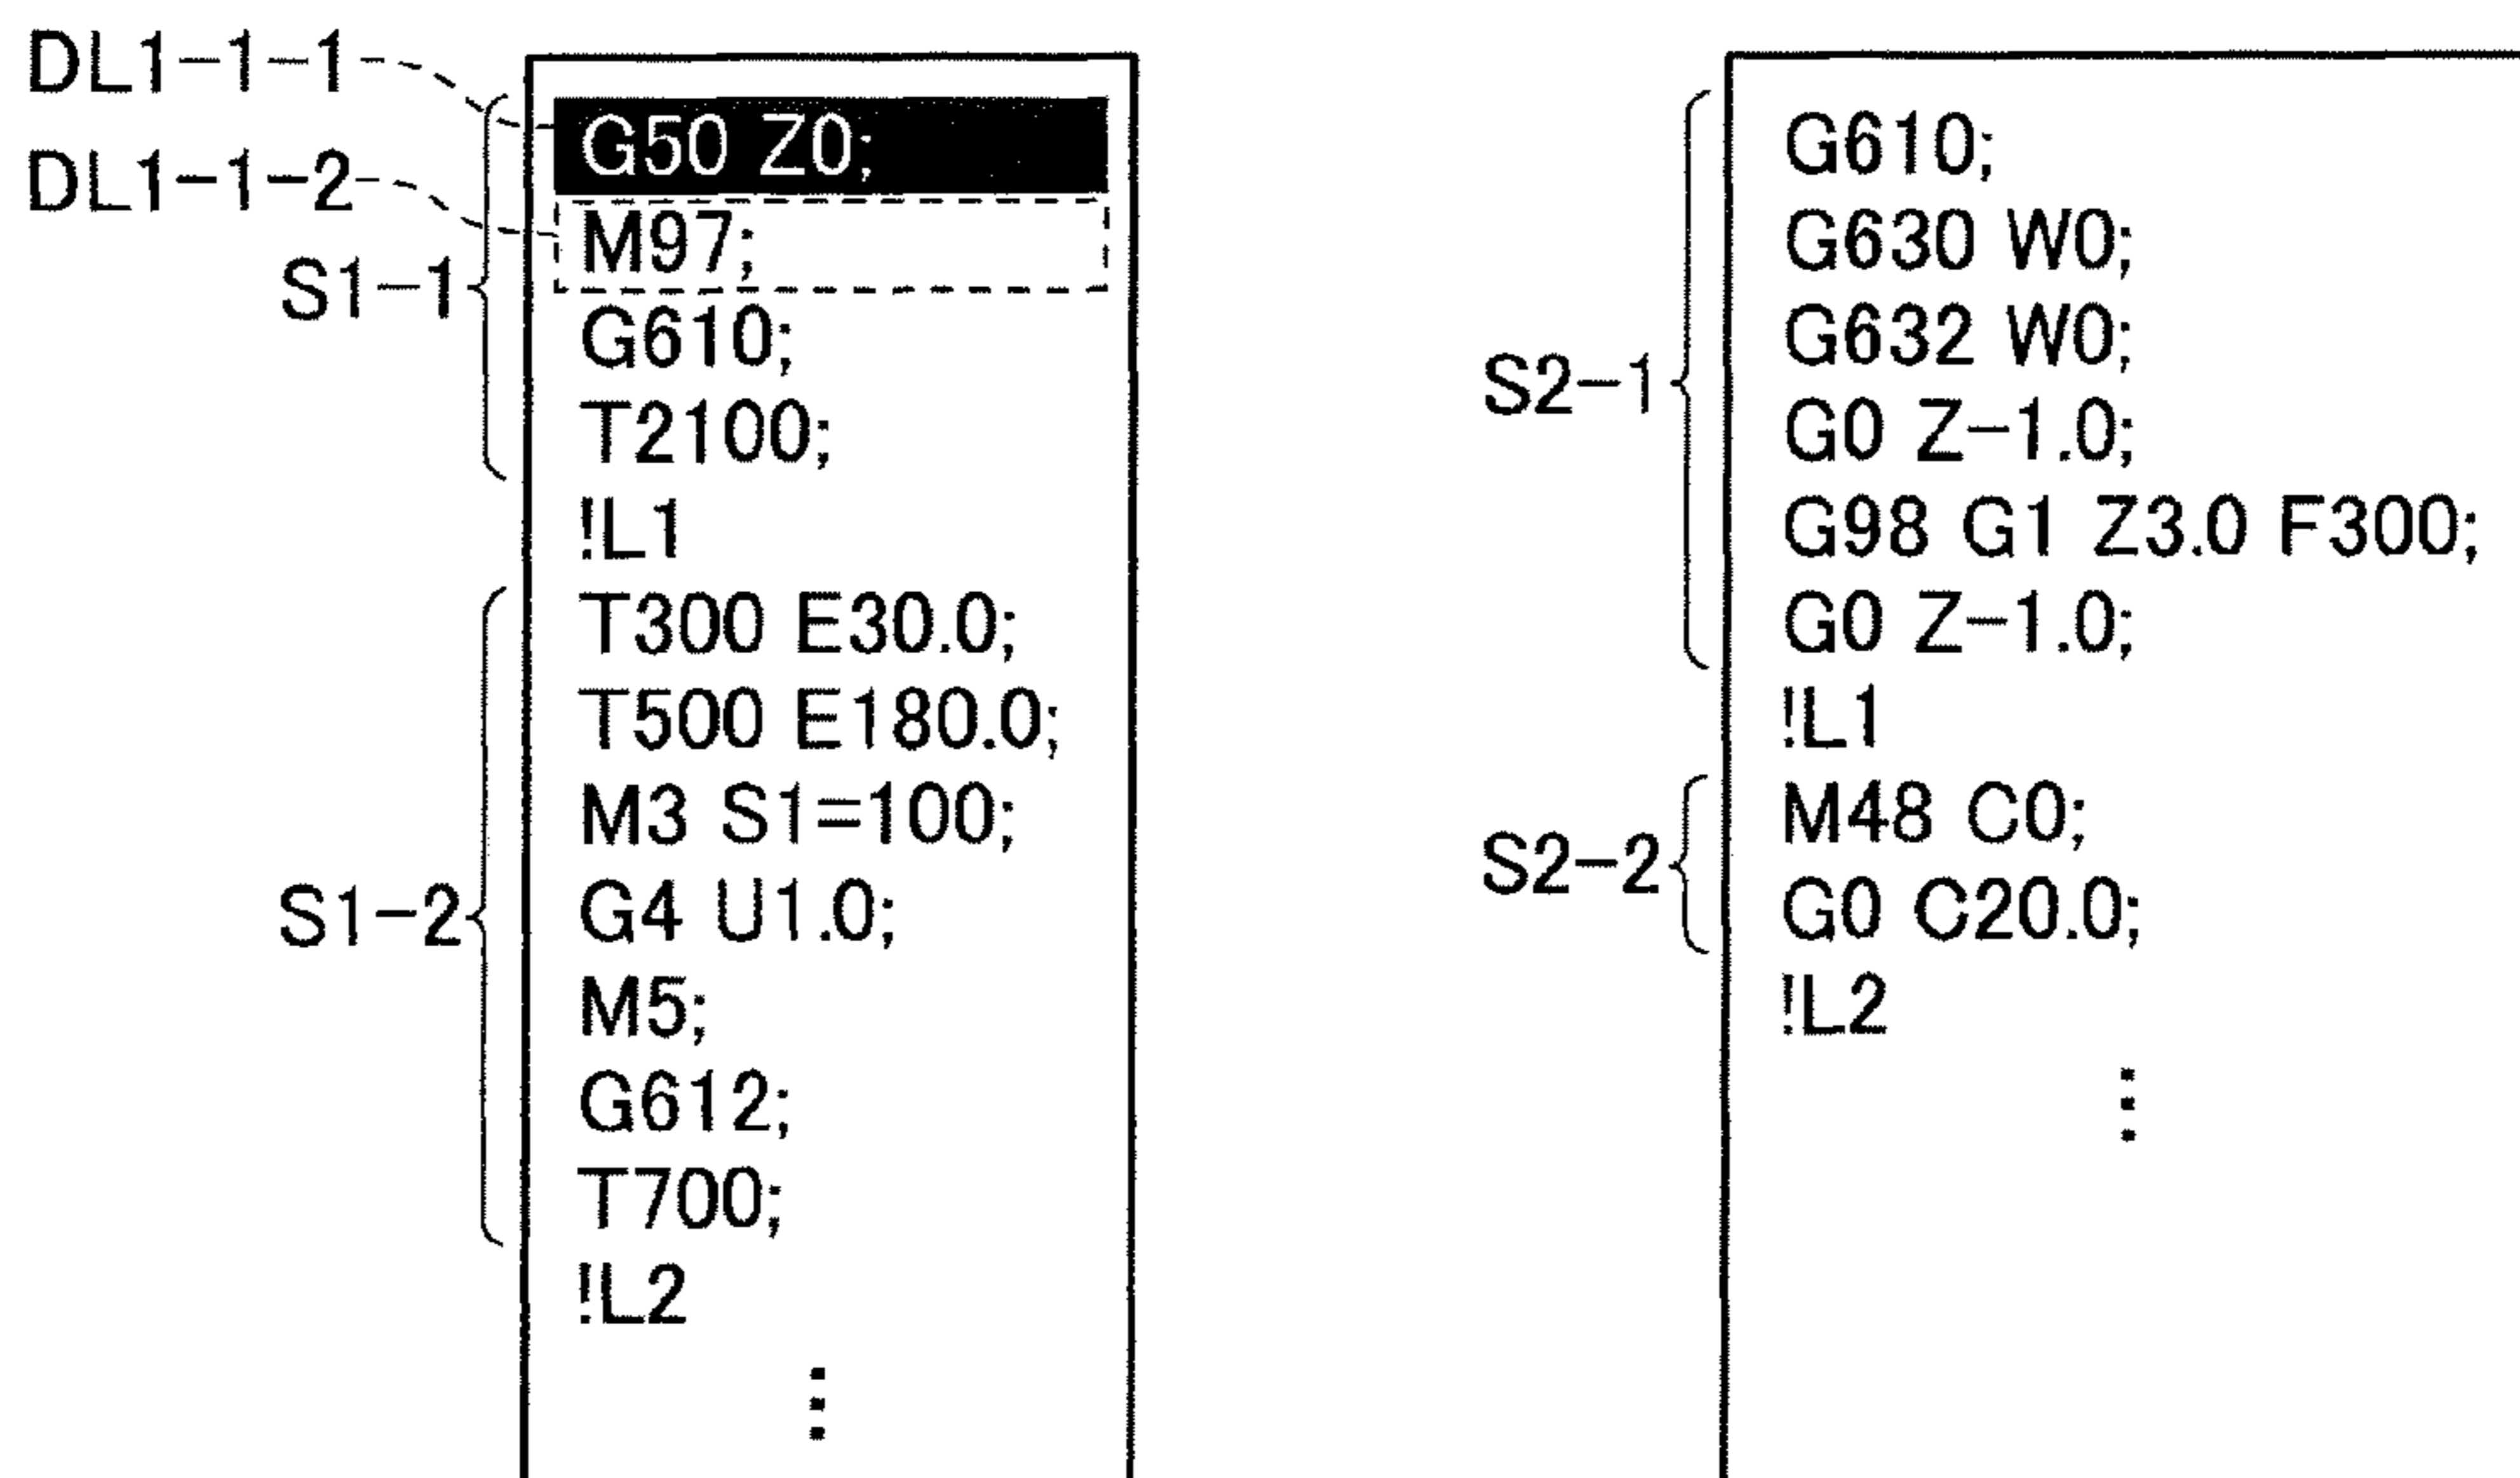 DL1-1-1
DL1-1-2
S1-1
S1-2
G50 Z0;
M97;
G610;
T2100;
!L1
T300 E30.0;
T500 E180.0;
M3 S1=100;
G4 U1.0;
M5;
G612;
T700;
!L2
S2-1
S2-2
G610;
G630 W0;
G632 W0;
G0 Z-1.0;
G98 G1 Z3.0 F300;
G0 Z-1.0;
!L1
M48 C0;
G0 C20.0;
!L2